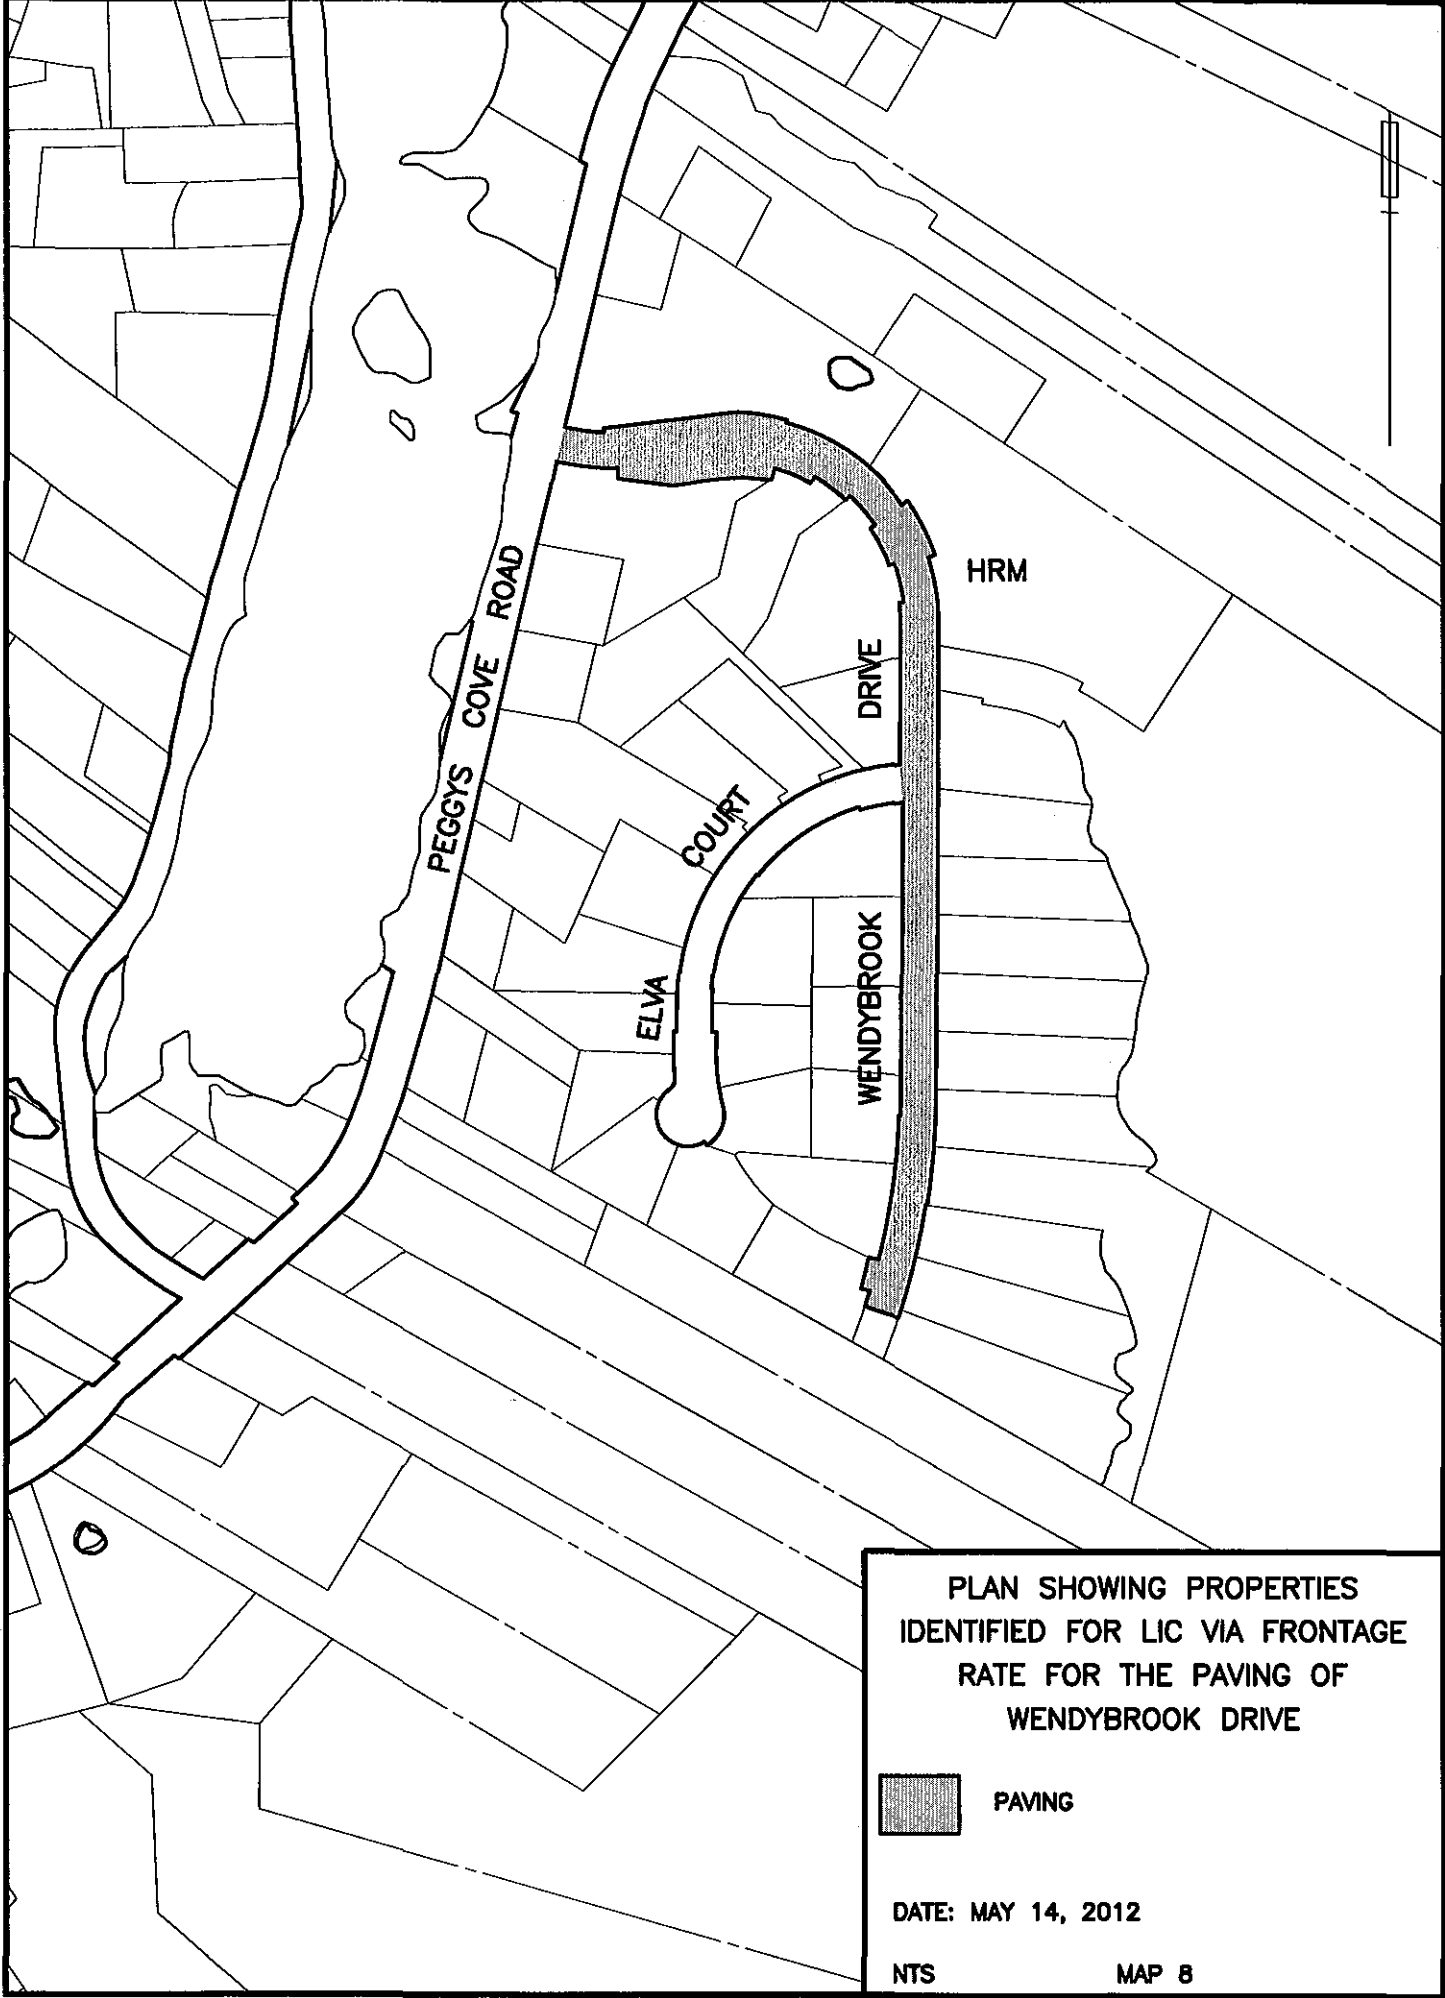 HRM
DRIVE
WENDYBROOK
PEGGYS COVE ROAD
COURT
ELVA
PLAN SHOWING PROPERTIES
IDENTIFIED FOR LIC VIA FRONTAGE
RATE FOR THE PAVING OF
WENDYBROOK DRIVE
PAVING
DATE: MAY 14, 2012
NTS MAP 8